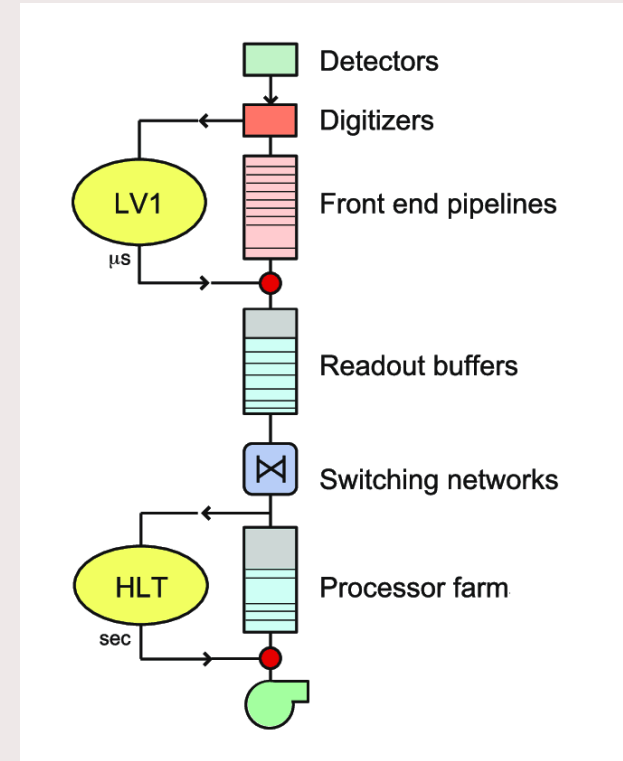 Detectors
Digitizers
LV1
Front end pipelines
μs
Readout buffers
Switching networks
HLT
Processor farm
sec